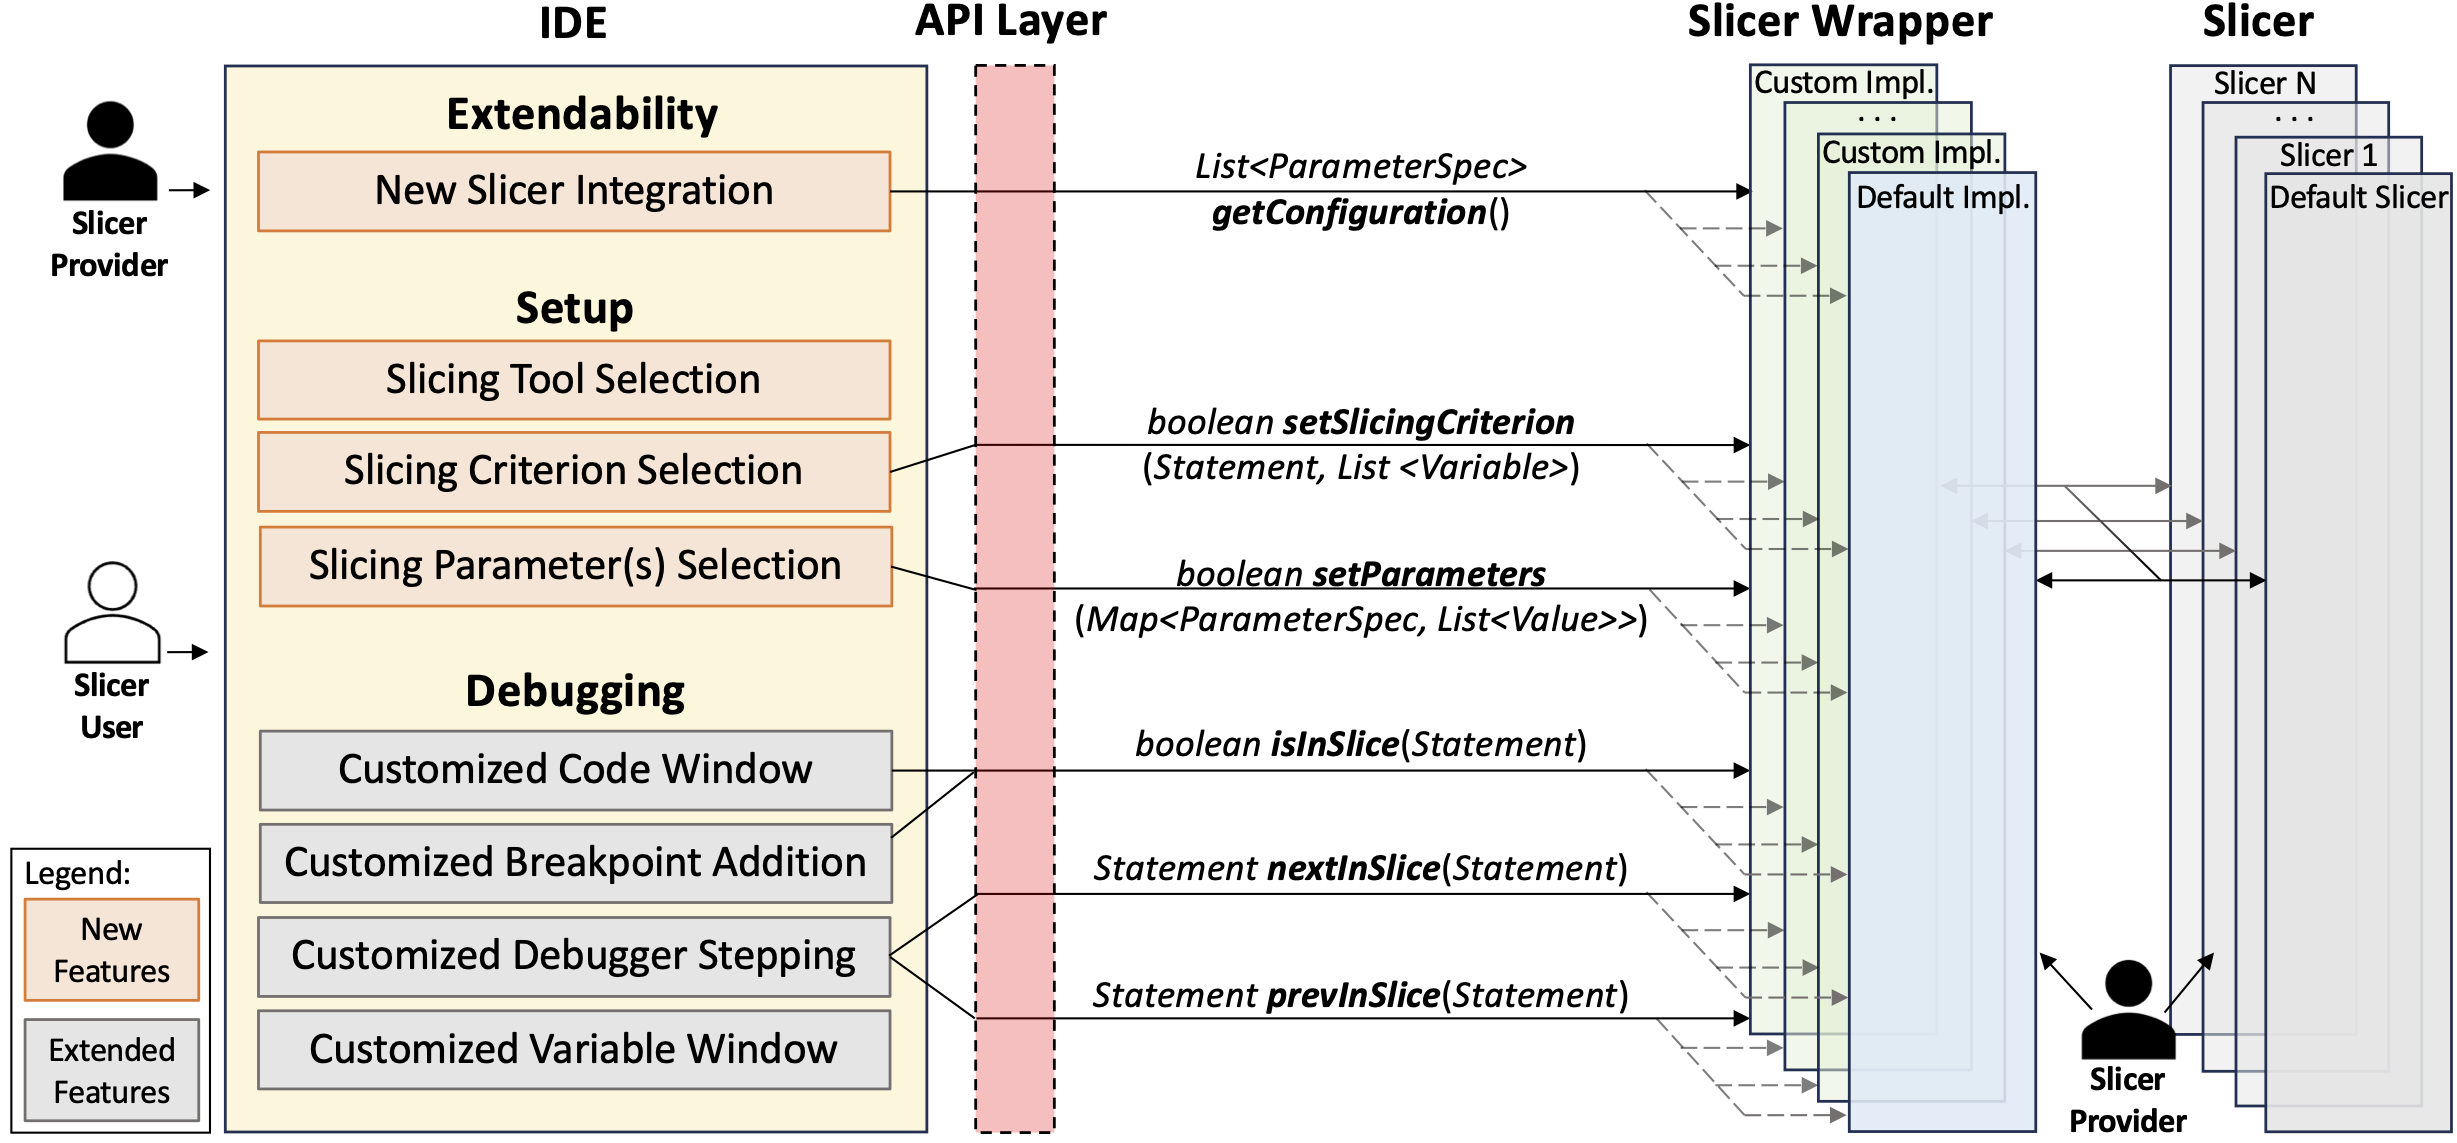 IDE
API Layer
Slicer Wrapper
Slicer
Slicer
Provider
Slicer
User
Legend:
New
Features
Extended
Features
Extendability
New Slicer Integration
Setup
Slicing Tool Selection
Slicing Criterion Selection
Slicing Parameter(s) Selection
Debugging
Customized Code Window
Customized Breakpoint Addition
Customized Debugger Stepping
Customized Variable Window
List<ParameterSpec>
getConfiguration()
boolean setSlicingCriterion
(Statement, List <Variable>)
boolean setParameters
(Map<ParameterSpec, List<Value>>)
boolean isInSlice(Statement)
Statement nextInSlice(Statement)
Statement prevInSlice(Statement)
Custom Impl.
. . .
Custom Impl.
Default Impl.
Slicer N
. . .
Slicer 1
Default Slicer
Slicer
Provider